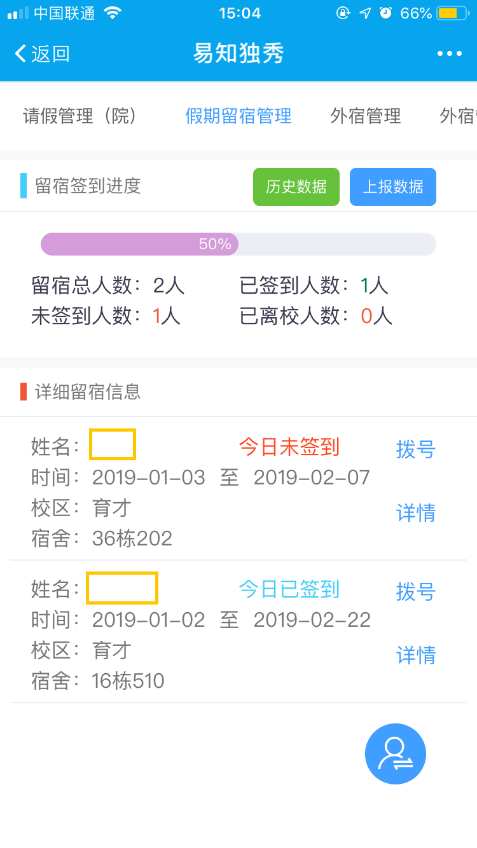 中国联通 15:04 66%
返回 易知独秀
请假管理（院） 假期留宿管理 外宿管理 外宿
留宿签到进度 历史数据 上报数据
50%
留宿总人数：2人 已签到人数：1人
未签到人数：1人 已离校人数：0人
详细留宿信息
姓名： 今日未签到 拨号
时间：2019-01-03 至 2019-02-07
校区：育才 详情
宿舍：36栋202
姓名： 今日已签到 拨号
时间：2019-01-02 至 2019-02-22
校区：育才 详情
宿舍：16栋510